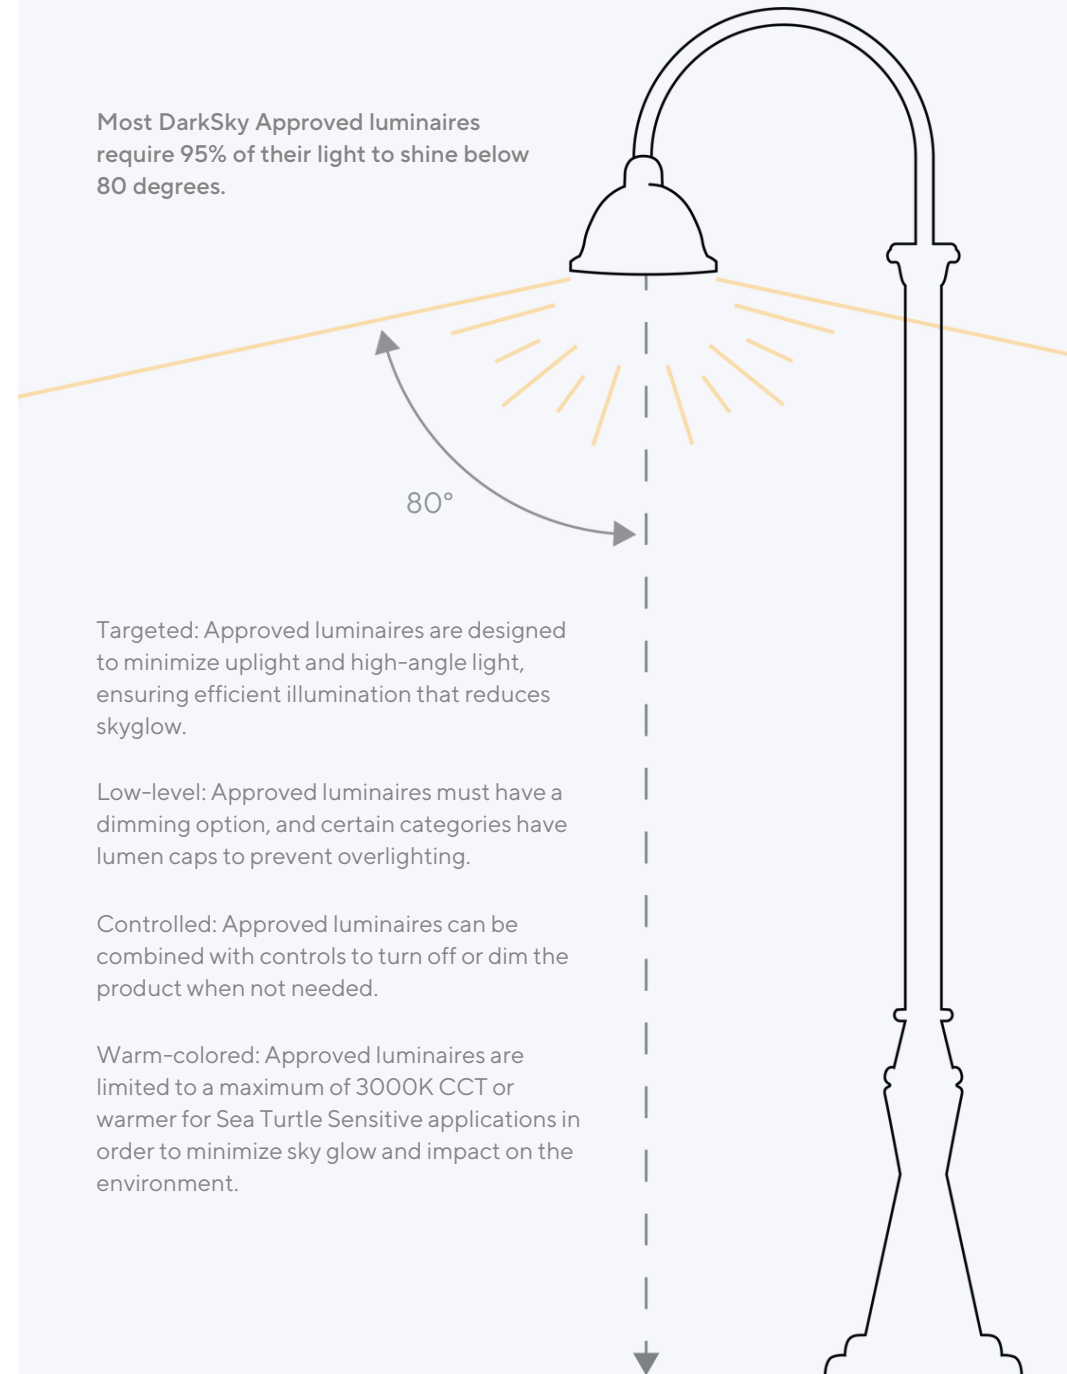 Most DarkSky Approved luminaires
require 95% of their light to shine below
80 degrees.
80°
Targeted: Approved luminaires are designed
to minimize uplight and high-angle light,
ensuring efficient illumination that reduces
skyglow.
Low-level: Approved luminaires must have a
dimming option, and certain categories have
lumen caps to prevent overlighting.
Controlled: Approved luminaires can be
combined with controls to turn off or dim the
product when not needed.
Warm-colored: Approved luminaires are
limited to a maximum of 3000K CCT or
warmer for Sea Turtle Sensitive applications in
order to minimize sky glow and impact on the
environment.